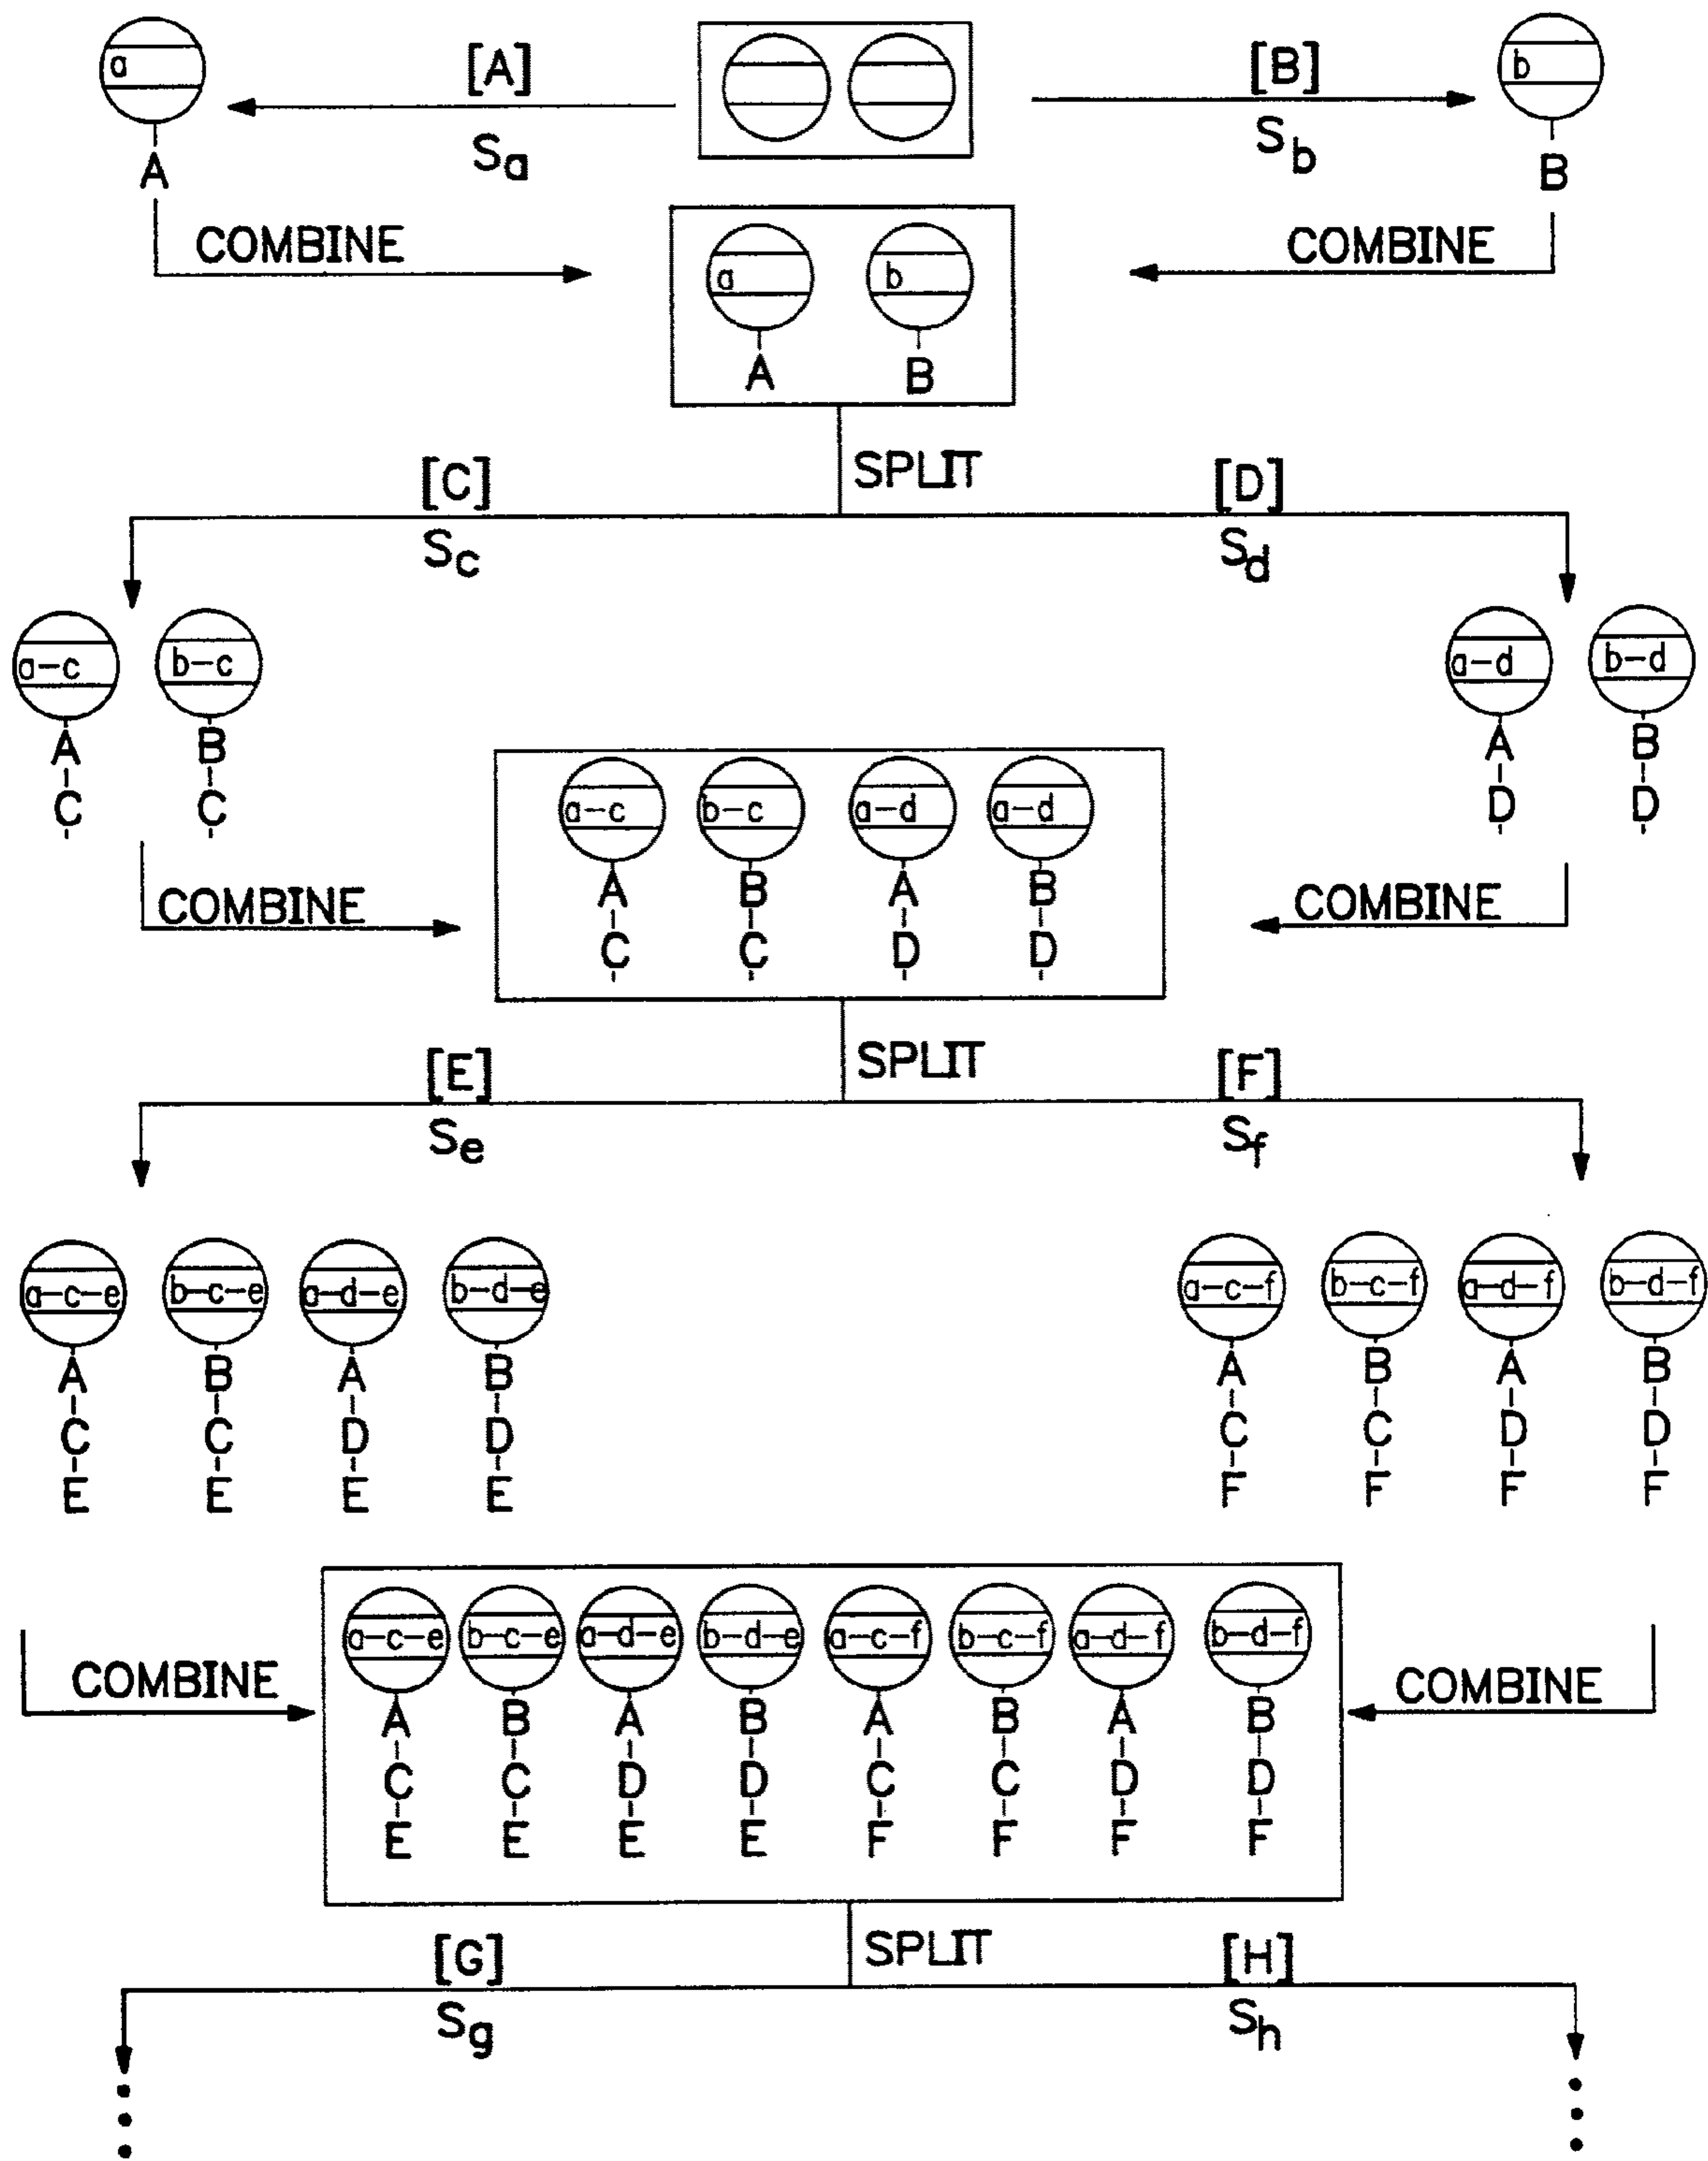 a [A] [B] b
Sa Sb
A B
COMBINE COMBINE
a b
A B
SPLIT
[C] [D]
Sc Sd
a-c b-c a-d b-d
A B A B
C C D D
a-c b-c a-d a-d
A B A B
COMBINE COMBINE
C C D D
SPLIT
[E] [F]
Se Sf
a-c-e b-c-e a-d-e b-d-e a-c-f b-c-f a-d-f b-d-f
A B A B A B A B
C C D D C C D D
E E E E F F F F
a-c-e b-c-e a-d-e b-d-e a-c-f b-c-f a-d-f b-d-f
COMBINE COMBINE
A B A B A B A B
C C D D C C D D
E E E E F F F F
SPLIT
[G] [H]
Sg Sh